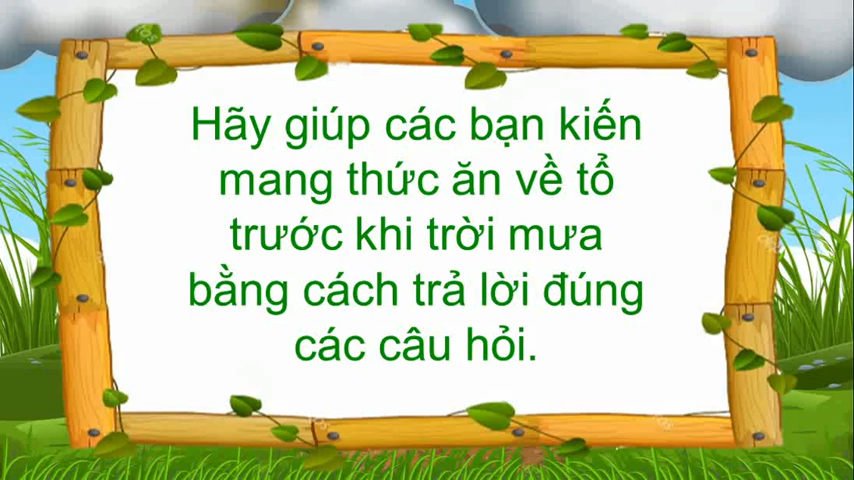 Hãy giúp các bạn kiến
mang thức ăn về tổ
trước khi trời mưa
bằng cách trả lời đúng
các câu hỏi.